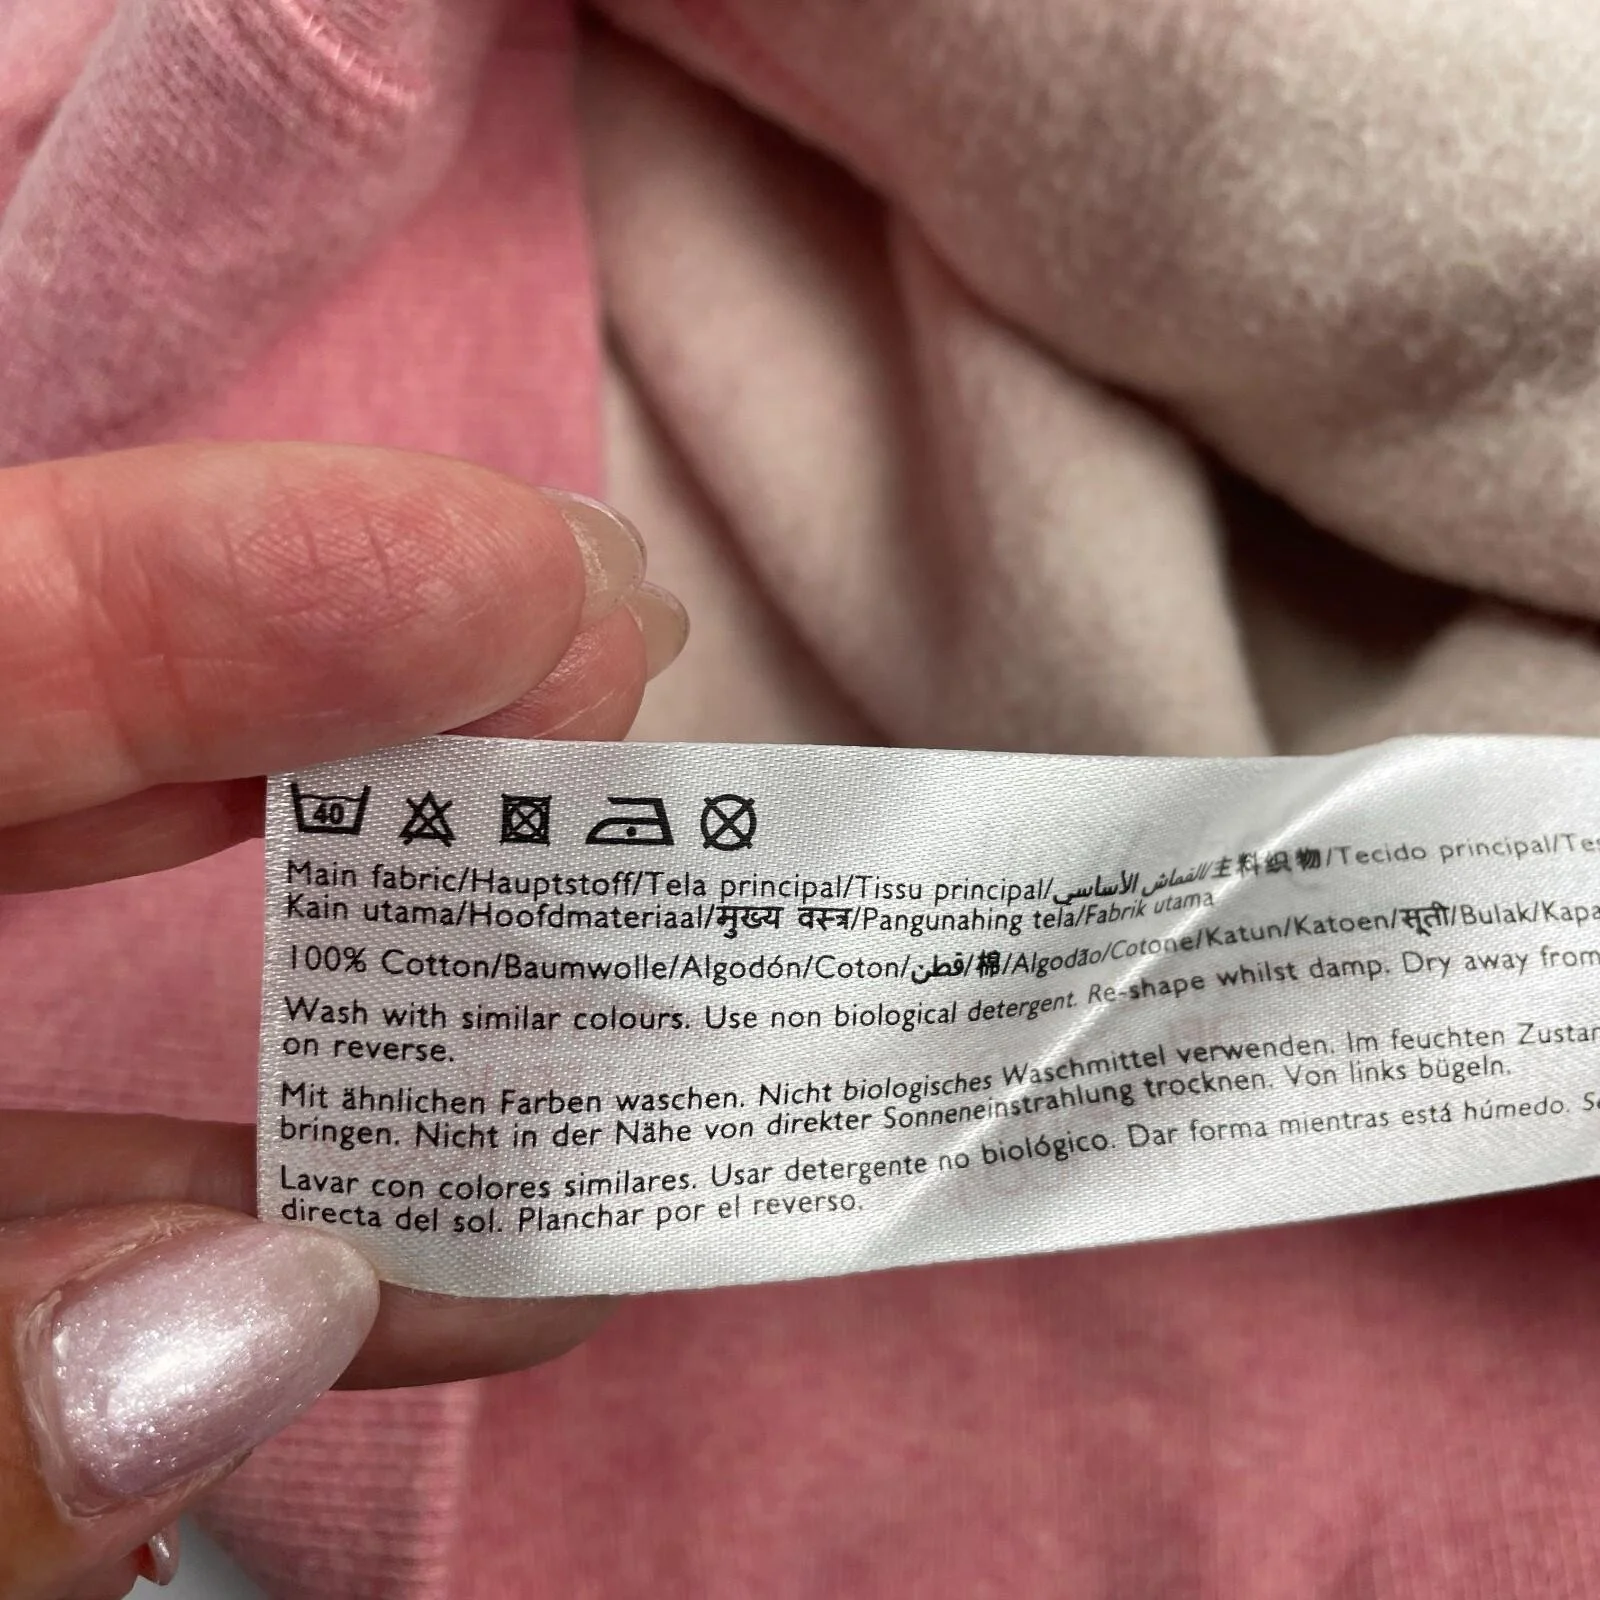 40
Main fabric/Hauptstoff/Tela principal/Tissu principal/القماش الأساسي/主料织物/Tecido principal/Tes
Kain utama/Hoofdmateriaal/मुख्य वस्त्र/Pangunahing tela/Fabrik utama
100% Cotton/Baumwolle/Algodón/Coton/قطن/棉/Algodão/Cotone/Katun/Katoen/सूती/Bulak/Kapa
Wash with similar colours. Use non biological detergent. Re-shape whilst damp. Dry away from
on reverse.
Mit ähnlichen Farben waschen. Nicht biologisches Waschmittel verwenden. Im feuchten Zustan
bringen. Nicht in der Nähe von direkter Sonneneinstrahlung trocknen. Von links bügeln.
Lavar con colores similares. Usar detergente no biológico. Dar forma mientras está húmedo. Se
directa del sol. Planchar por el reverso.